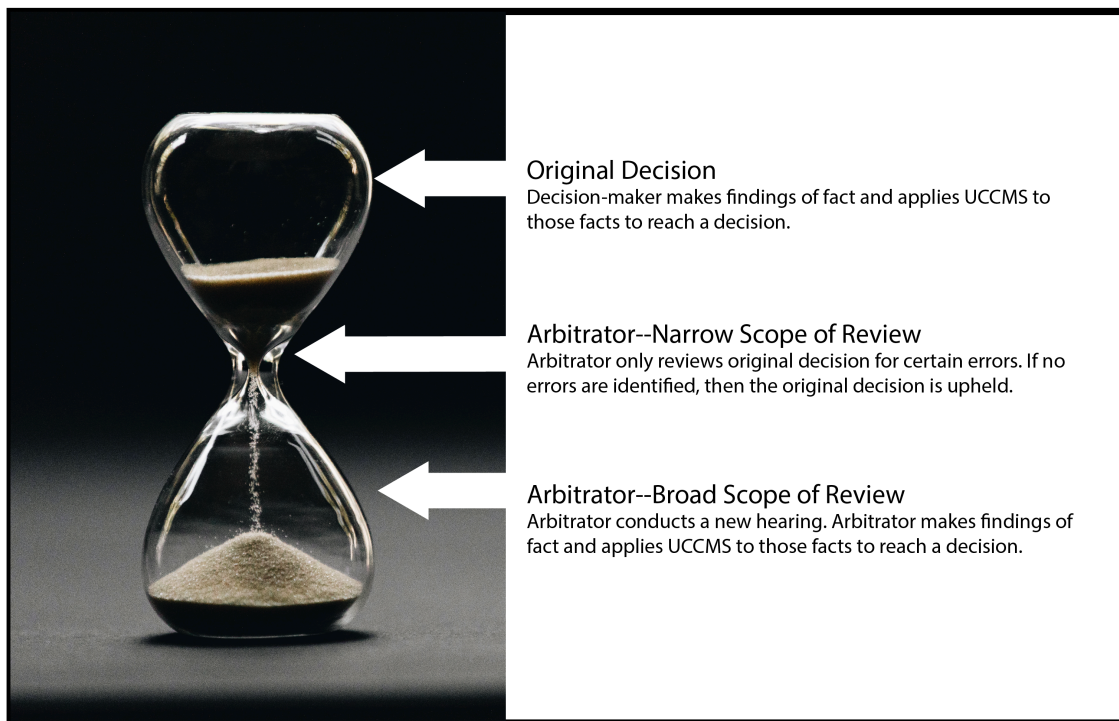 Original Decision
Decision-maker makes findings of fact and applies UCCMS to
those facts to reach a decision.
Arbitrator--Narrow Scope of Review
Arbitrator only reviews original decision for certain errors. If no
errors are identified, then the original decision is upheld.
Arbitrator--Broad Scope of Review
Arbitrator conducts a new hearing. Arbitrator makes findings of
fact and applies UCCMS to those facts to reach a decision.